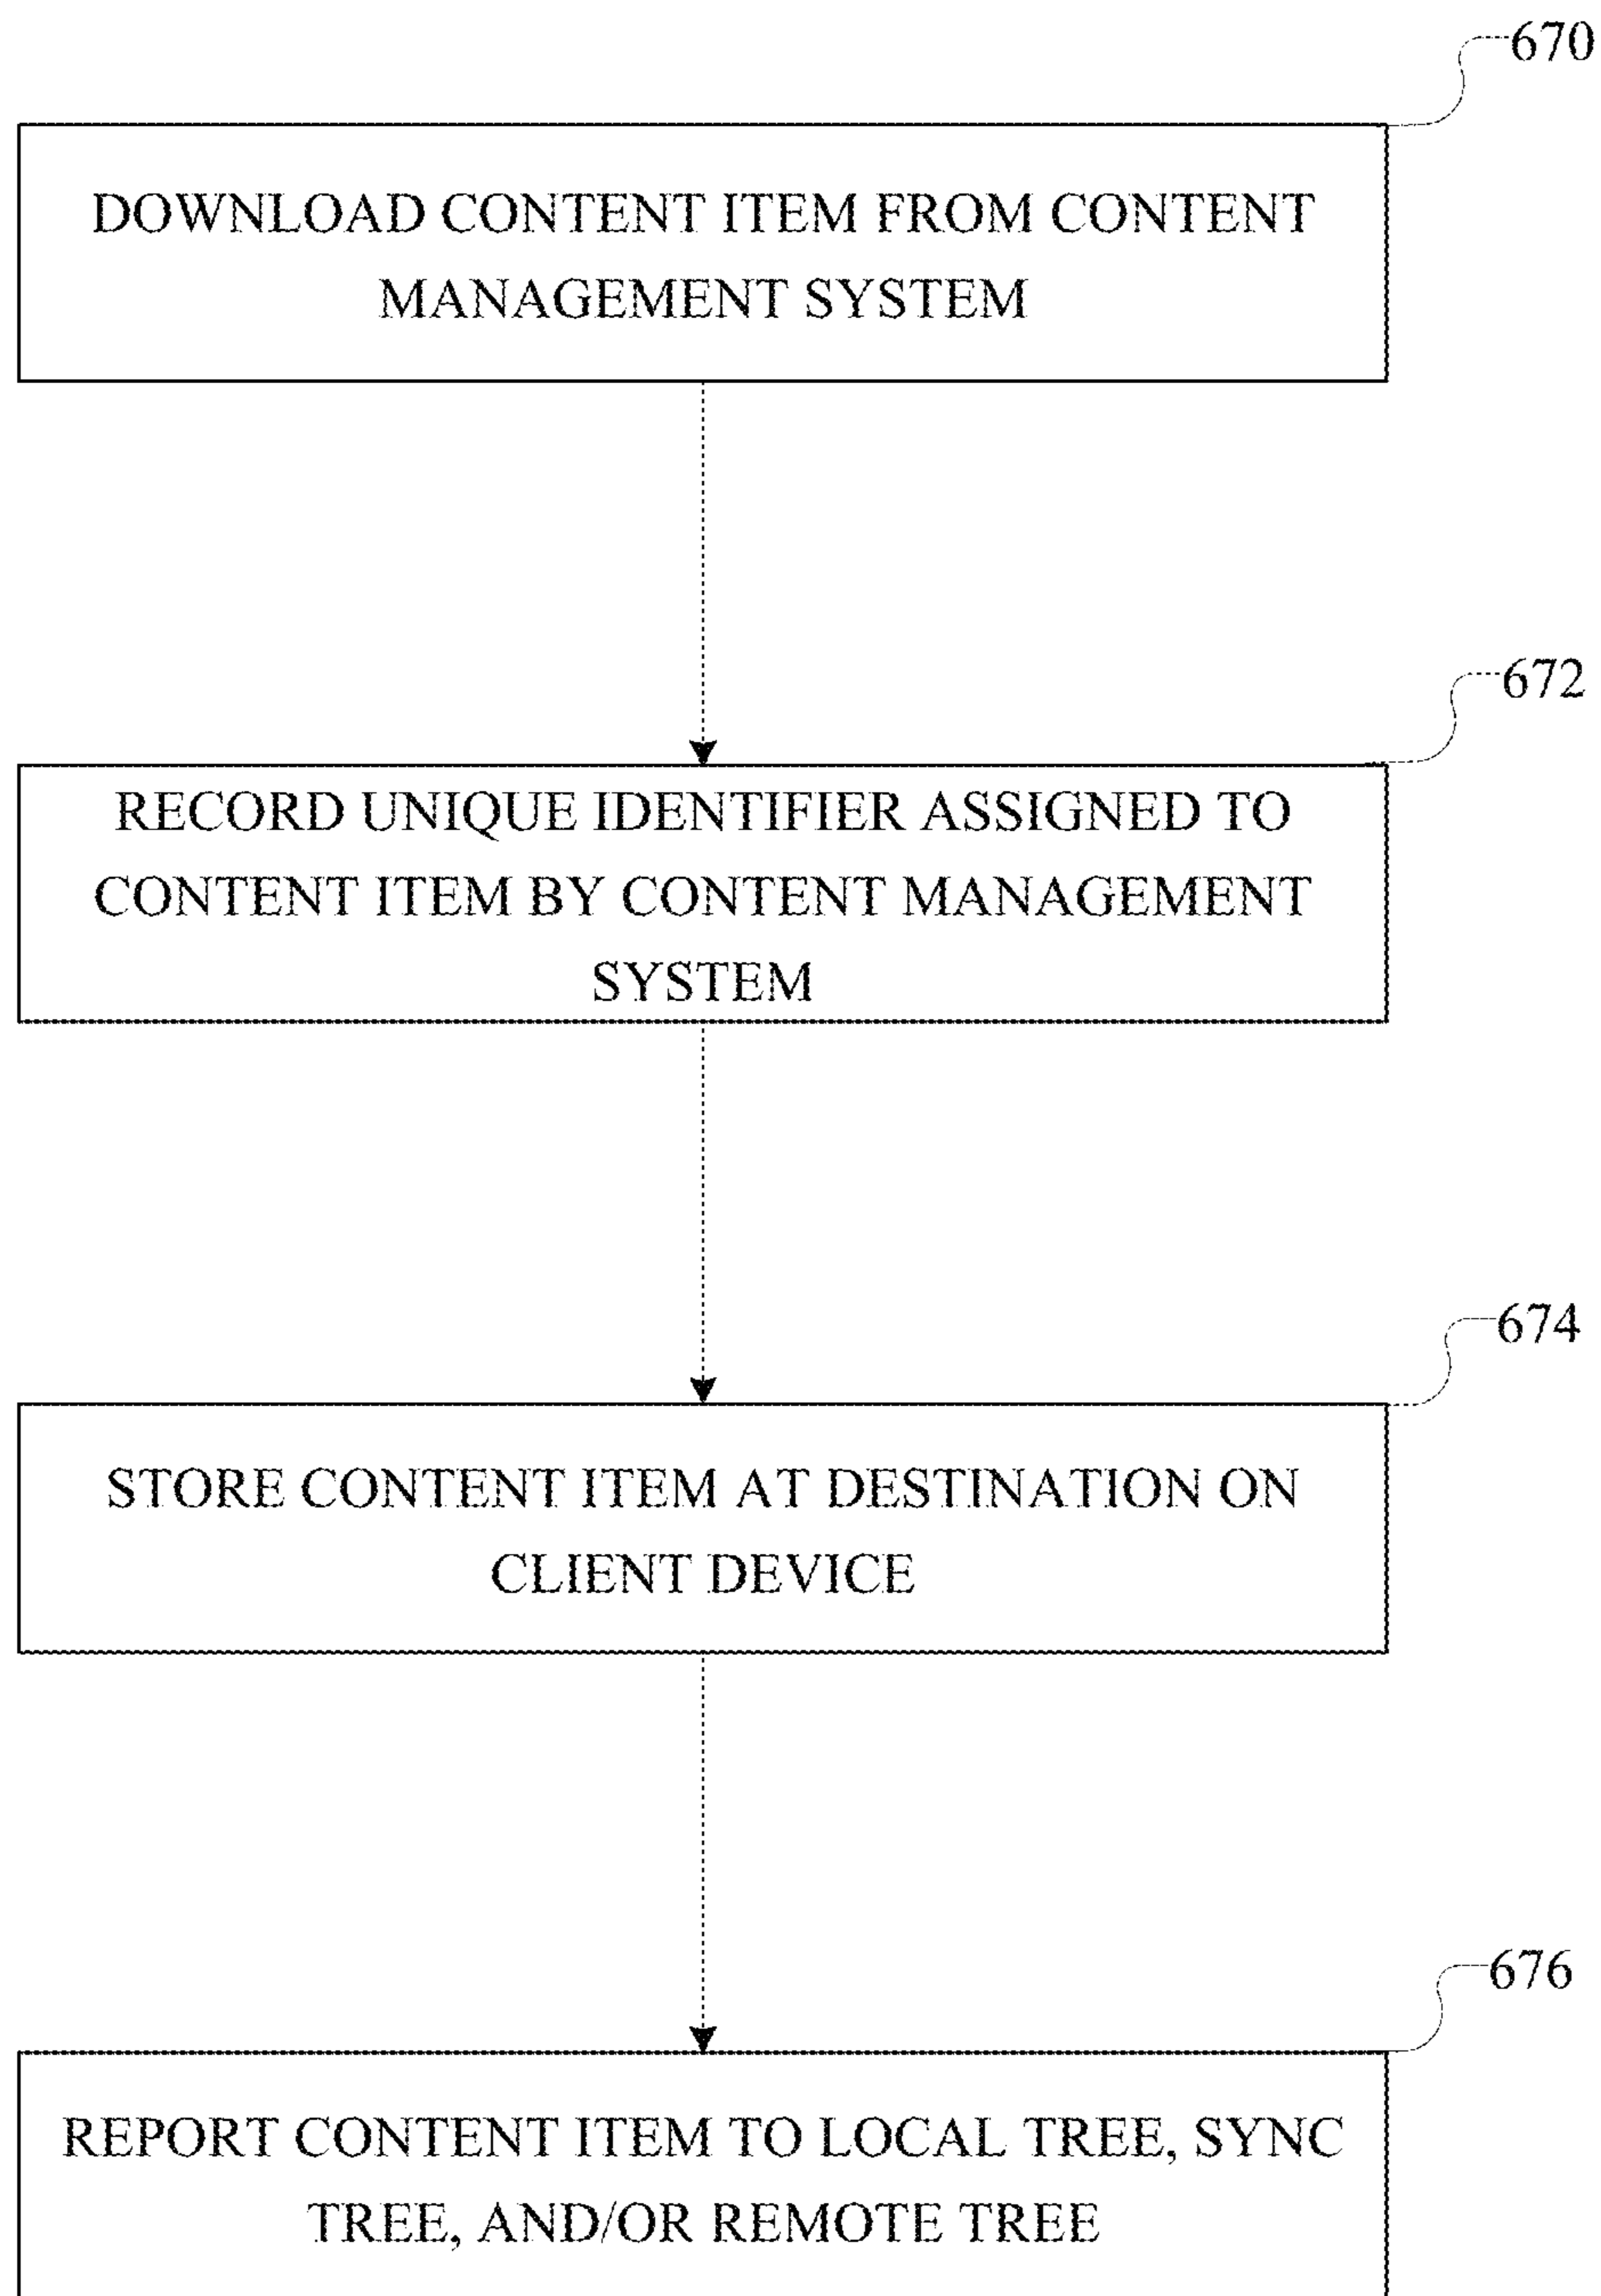 670
DOWNLOAD CONTENT ITEM FROM CONTENT
MANAGEMENT SYSTEM
672
RECORD UNIQUE IDENTIFIER ASSIGNED TO
CONTENT ITEM BY CONTENT MANAGEMENT
SYSTEM
674
STORE CONTENT ITEM AT DESTINATION ON
CLIENT DEVICE
676
REPORT CONTENT ITEM TO LOCAL TREE, SYNC
TREE, AND/OR REMOTE TREE